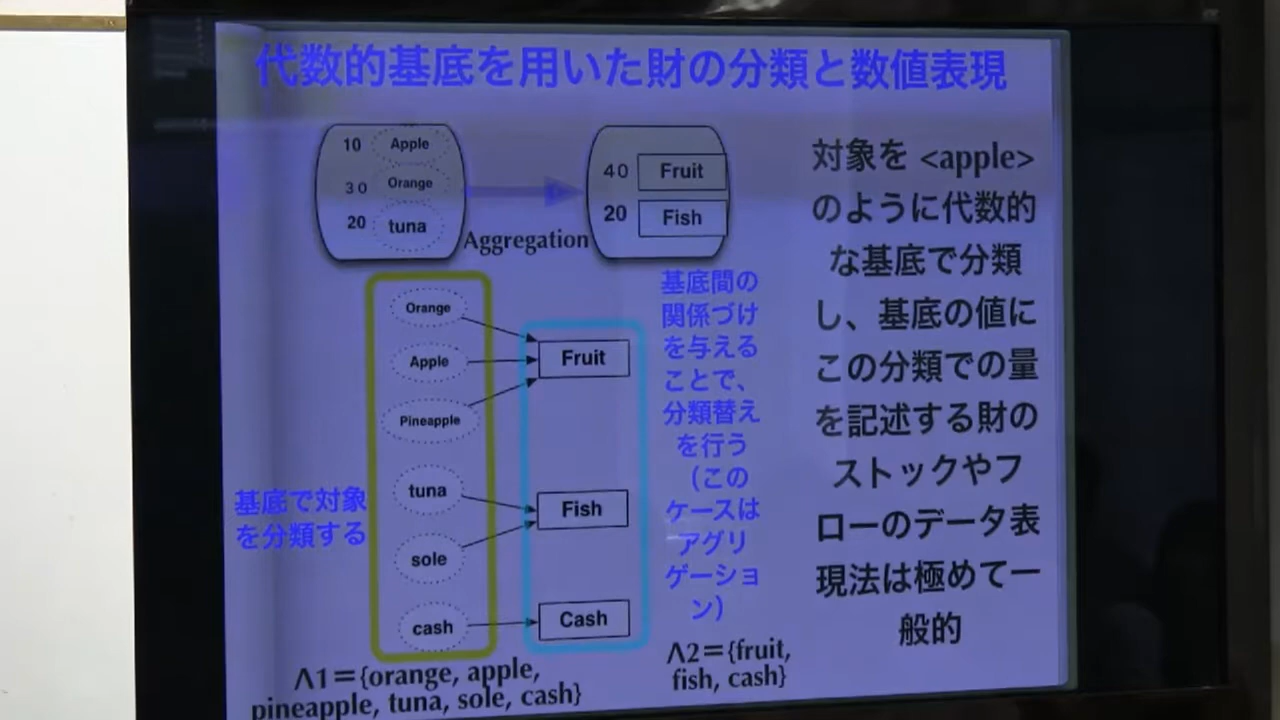 代数的基底を用いた財の分類と数値表現
10 Apple
30 Orange
20 tuna
Aggregation
40 Fruit
20 Fish
Orange
Apple
Pineapple
tuna
sole
cash
Fruit
Fish
Cash
基底で対象
を分類する
基底間の
関係づけ
を与える
ことで、
分類替え
を行う
（この
ケースは
アグリ
ゲーショ
ン）
対象を <apple>
のように代数的
な基底で分類
し、基底の値に
この分類での量
を記述する財の
ストックやフ
ローのデータ表
現法は極めて一
般的
Λ1＝{orange, apple,
pineapple, tuna, sole, cash}
Λ2＝{fruit,
fish, cash}